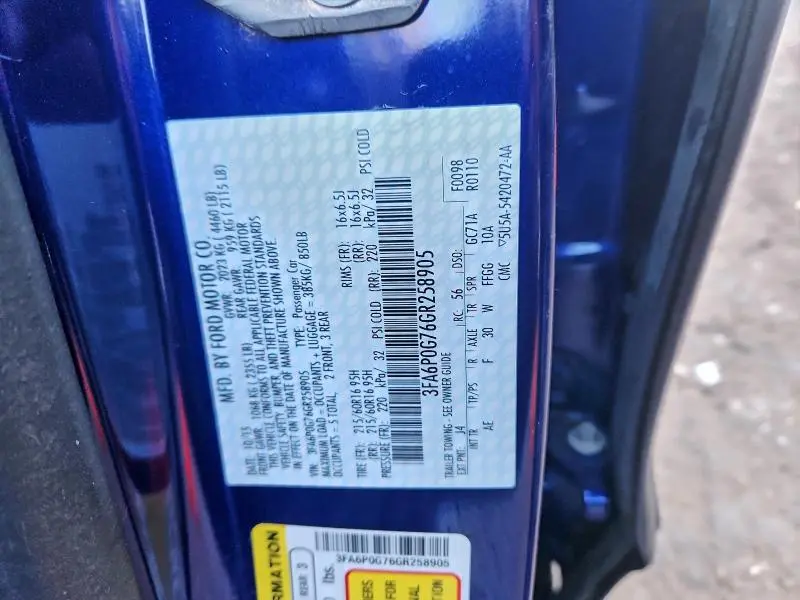 MFD. BY FORD MOTOR CO.
10/15
GVWR: 2023 KG ( 4460 LB)
FRONT GAWR: 1068 KG ( 2353 LB)
REAR GAWR: 959 KG ( 2115 LB)
THIS VEHICLE CONFORMS TO ALL APPLICABLE FEDERAL MOTOR
VEHICLE SAFETY, BUMPER, AND THEFT PREVENTION STANDARDS
IN EFFECT ON THE DATE OF MANUFACTURE SHOWN ABOVE.
VIN: 3FA6P0G76GR258905
TYPE: Passenger Car
MAXIMUM LOAD = OCCUPANTS + LUGGAGE = 385KG/ 850LB
OCCUPANTS = 5 TOTAL, 2 FRONT, 3 REAR
TIRE (FR): 215/60R16 95H RIMS (FR): 16x6.5J
(RR): 215/60R16 95H (RR): 16x6.5J
PRESSURE (FR): 220 kPa/ 32 PSI COLD (RR): 220 kPa/ 32 PSI COLD
3FA6P0G76GR258905
TRAILER TOWING - SEE OWNER GUIDE
EXT PNT: J4 RC: 56 DSO: F0098
R0110
INT TR TP/PS R AXLE TR SPR GC71A
AE F 30 W FFGG 10A
CMC ▽5U5A-5420472-AA
3FA6P0G76GR258905
REAR 3
lbs.